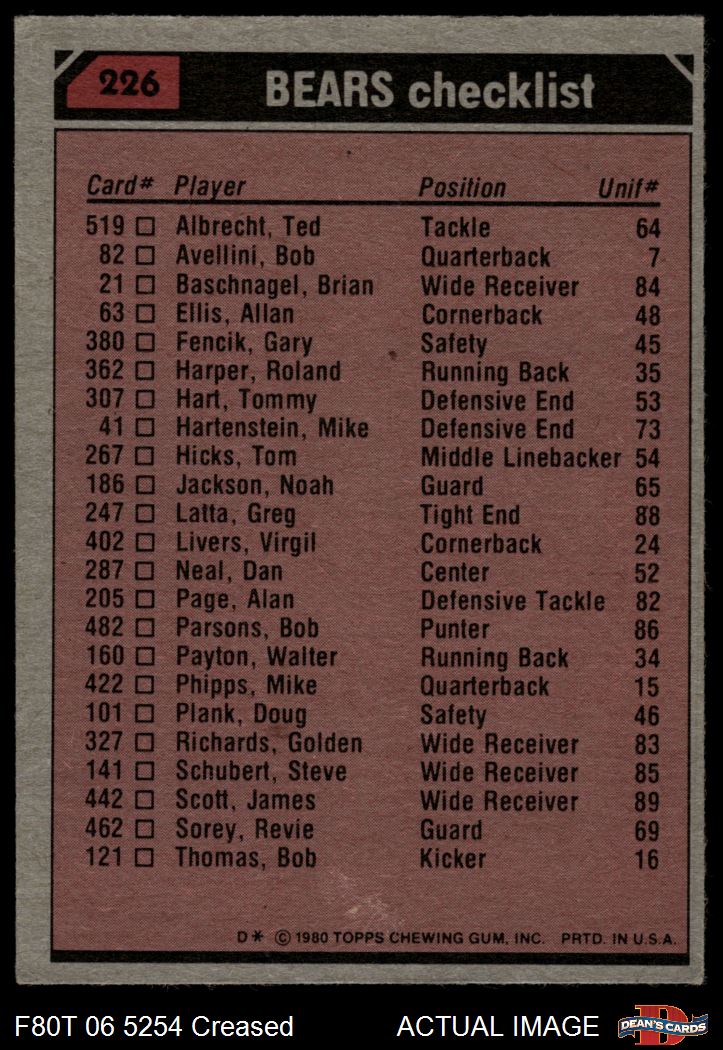 226 BEARS checklist
Card# Player Position Unif#
519 Albrecht, Ted Tackle 64
82 Avellini, Bob Quarterback 7
21 Baschnagel, Brian Wide Receiver 84
63 Ellis, Allan Cornerback 48
380 Fencik, Gary Safety 45
362 Harper, Roland Running Back 35
307 Hart, Tommy Defensive End 53
41 Hartenstein, Mike Defensive End 73
267 Hicks, Tom Middle Linebacker 54
186 Jackson, Noah Guard 65
247 Latta, Greg Tight End 88
402 Livers, Virgil Cornerback 24
287 Neal, Dan Center 52
205 Page, Alan Defensive Tackle 82
482 Parsons, Bob Punter 86
160 Payton, Walter Running Back 34
422 Phipps, Mike Quarterback 15
101 Plank, Doug Safety 46
327 Richards, Golden Wide Receiver 83
141 Schubert, Steve Wide Receiver 85
442 Scott, James Wide Receiver 89
462 Sorey, Revie Guard 69
121 Thomas, Bob Kicker 16
D* © 1980 TOPPS CHEWING GUM, INC. PRTD. IN U.S.A.
F80T 06 5254 Creased ACTUAL IMAGE D DEAN'S CARDS